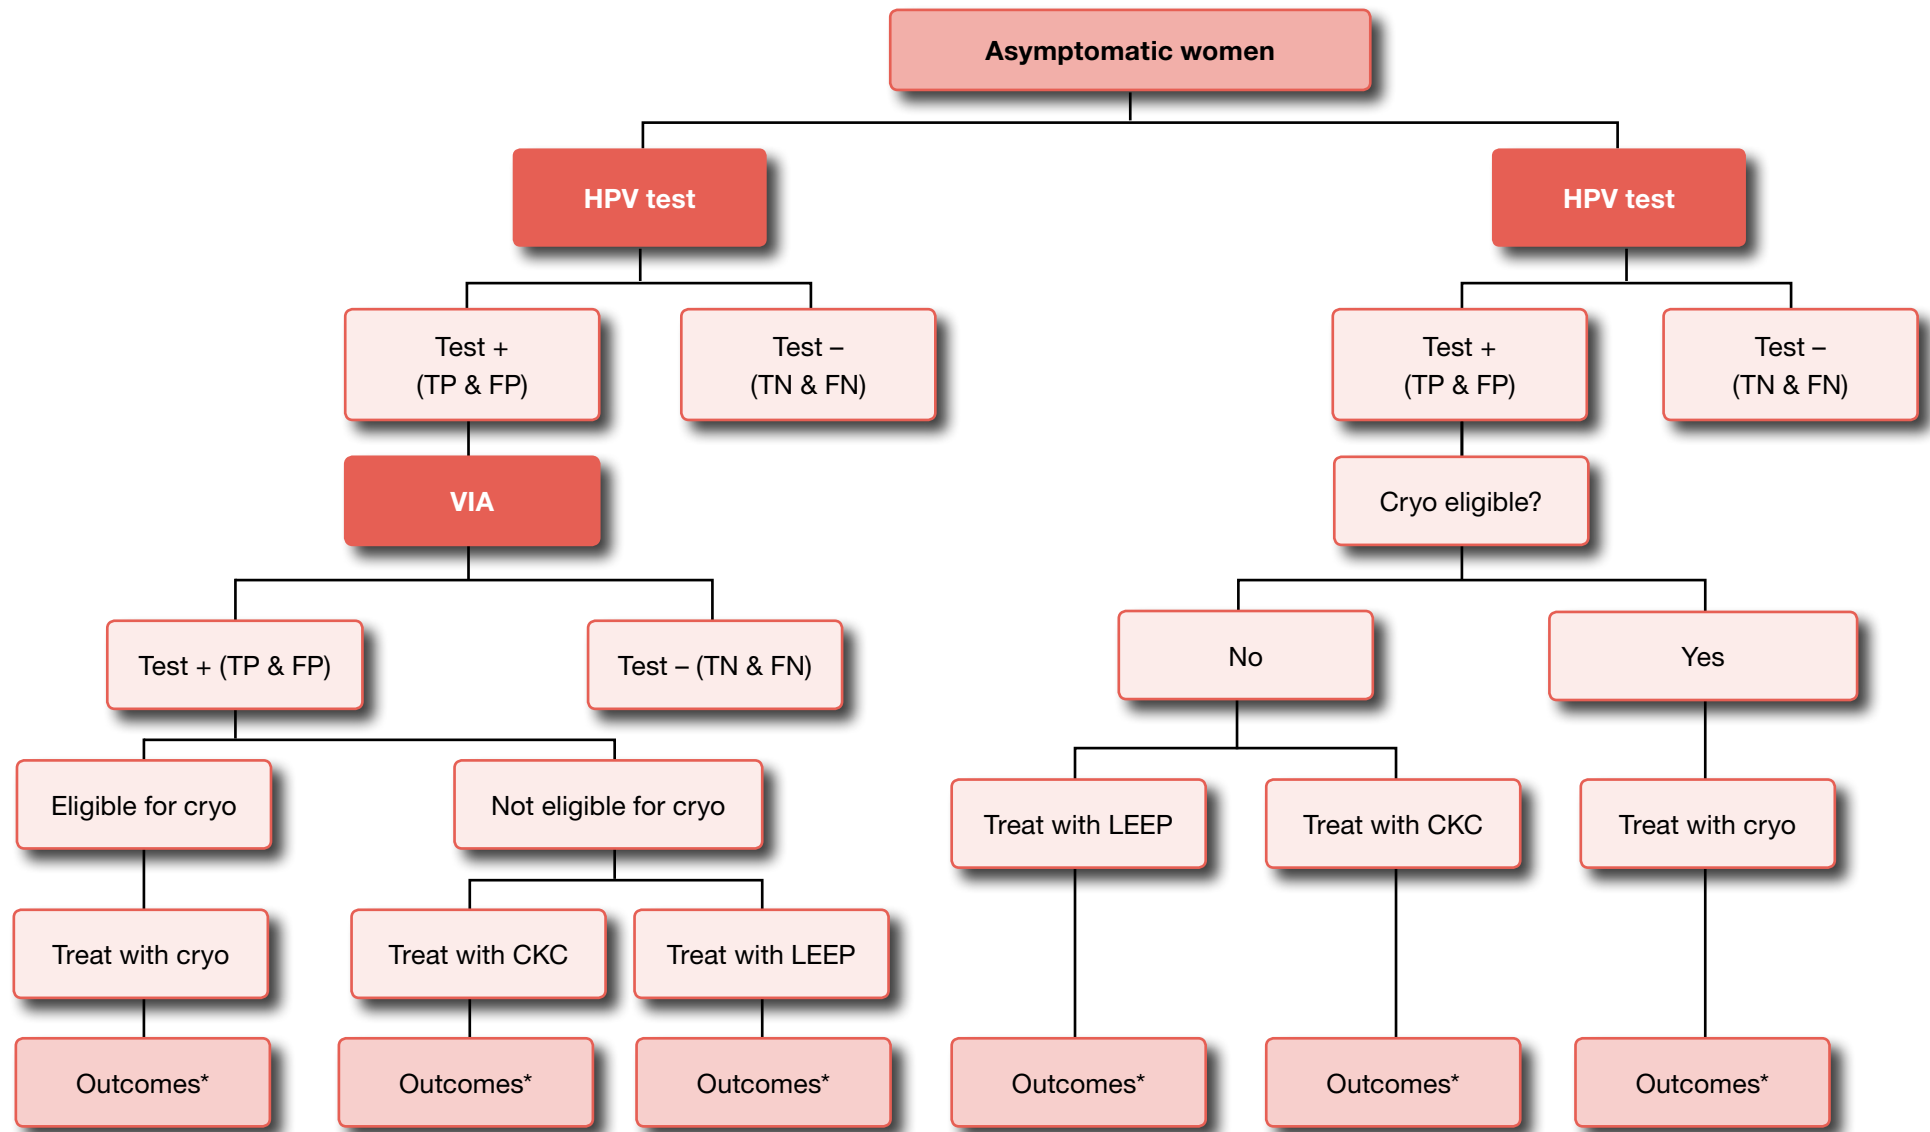 Asymptomatic women
HPV test
HPV test
Test +
(TP & FP)
Test –
(TN & FN)
Test +
(TP & FP)
Test –
(TN & FN)
VIA
Cryo eligible?
Test + (TP & FP)
Test – (TN & FN)
No
Yes
Eligible for cryo
Not eligible for cryo
Treat with LEEP
Treat with CKC
Treat with cryo
Treat with cryo
Treat with CKC
Treat with LEEP
Outcomes*
Outcomes*
Outcomes*
Outcomes*
Outcomes*
Outcomes*